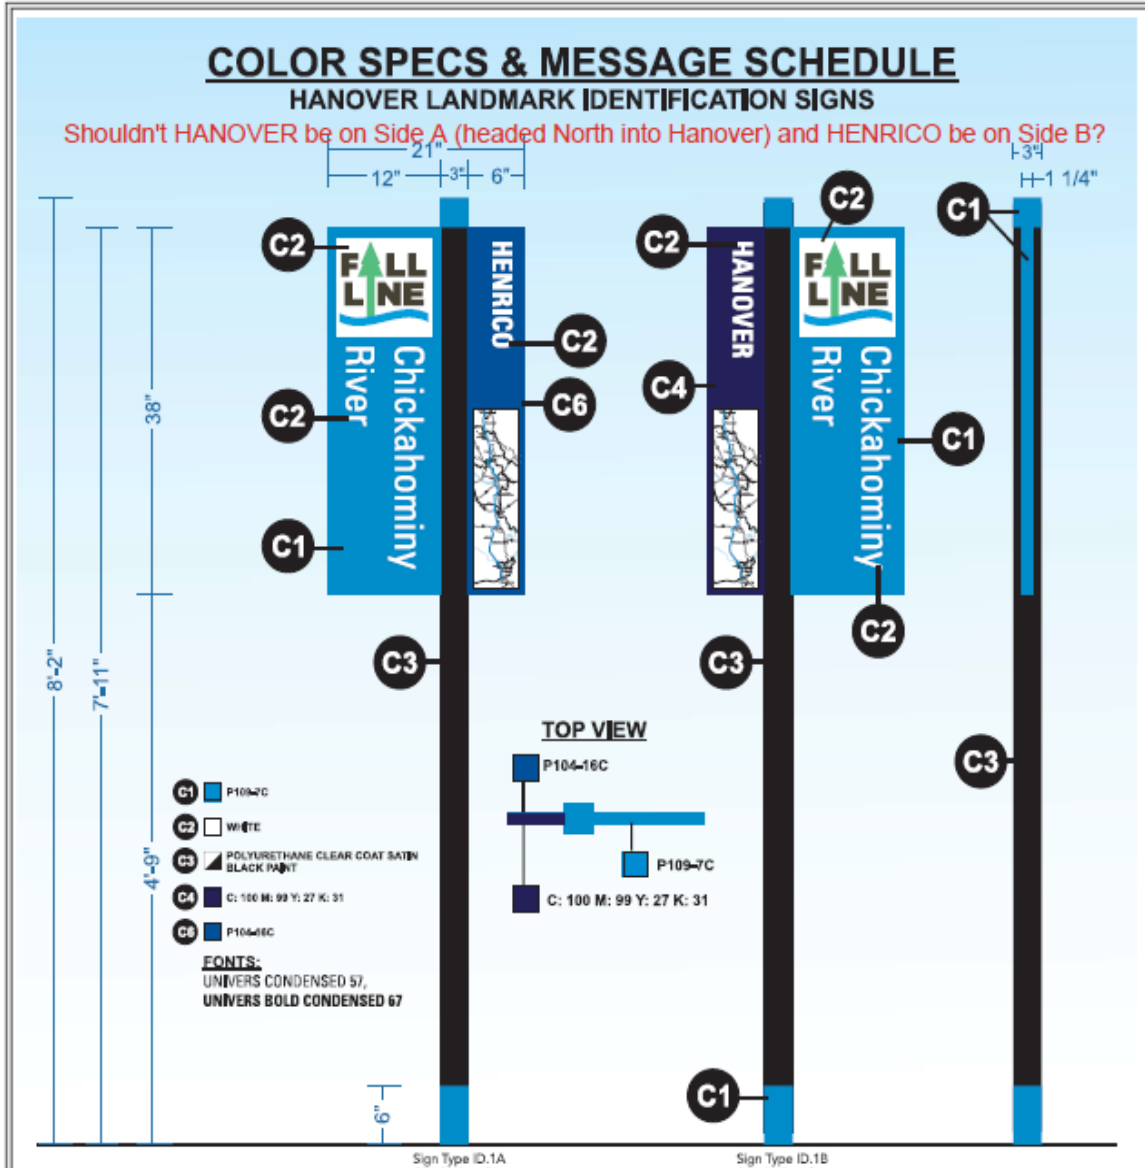 COLOR SPECS & MESSAGE SCHEDULE
HANOVER LANDMARK IDENTIFICATION SIGNS
Shouldn't HANOVER be on Side A (headed North into Hanover) and HENRICO be on Side B?
21"
12"
3"
6"
3"
1 1/4"
C2
FALL
LINE
HENRICO
C2
C6
Chickahominy
River
C2
C1
C2
HANOVER
C4
C2
FALL
LINE
Chickahominy
River
C1
C2
C1
38"
8'-2"
7'-11"
4'-9"
6"
C3
C3
C3
C1
TOP VIEW
P104-16C
P109-7C
C: 100 M: 99 Y: 27 K: 31
C1 P109-7C
C2 WHITE
C3 POLYURETHANE CLEAR COAT SATIN
BLACK PAINT
C4 C: 100 M: 99 Y: 27 K: 31
C6 P104-16C
FONTS:
UNIVERS CONDENSED 57,
UNIVERS BOLD CONDENSED 67
Sign Type ID.1A
Sign Type ID.1B